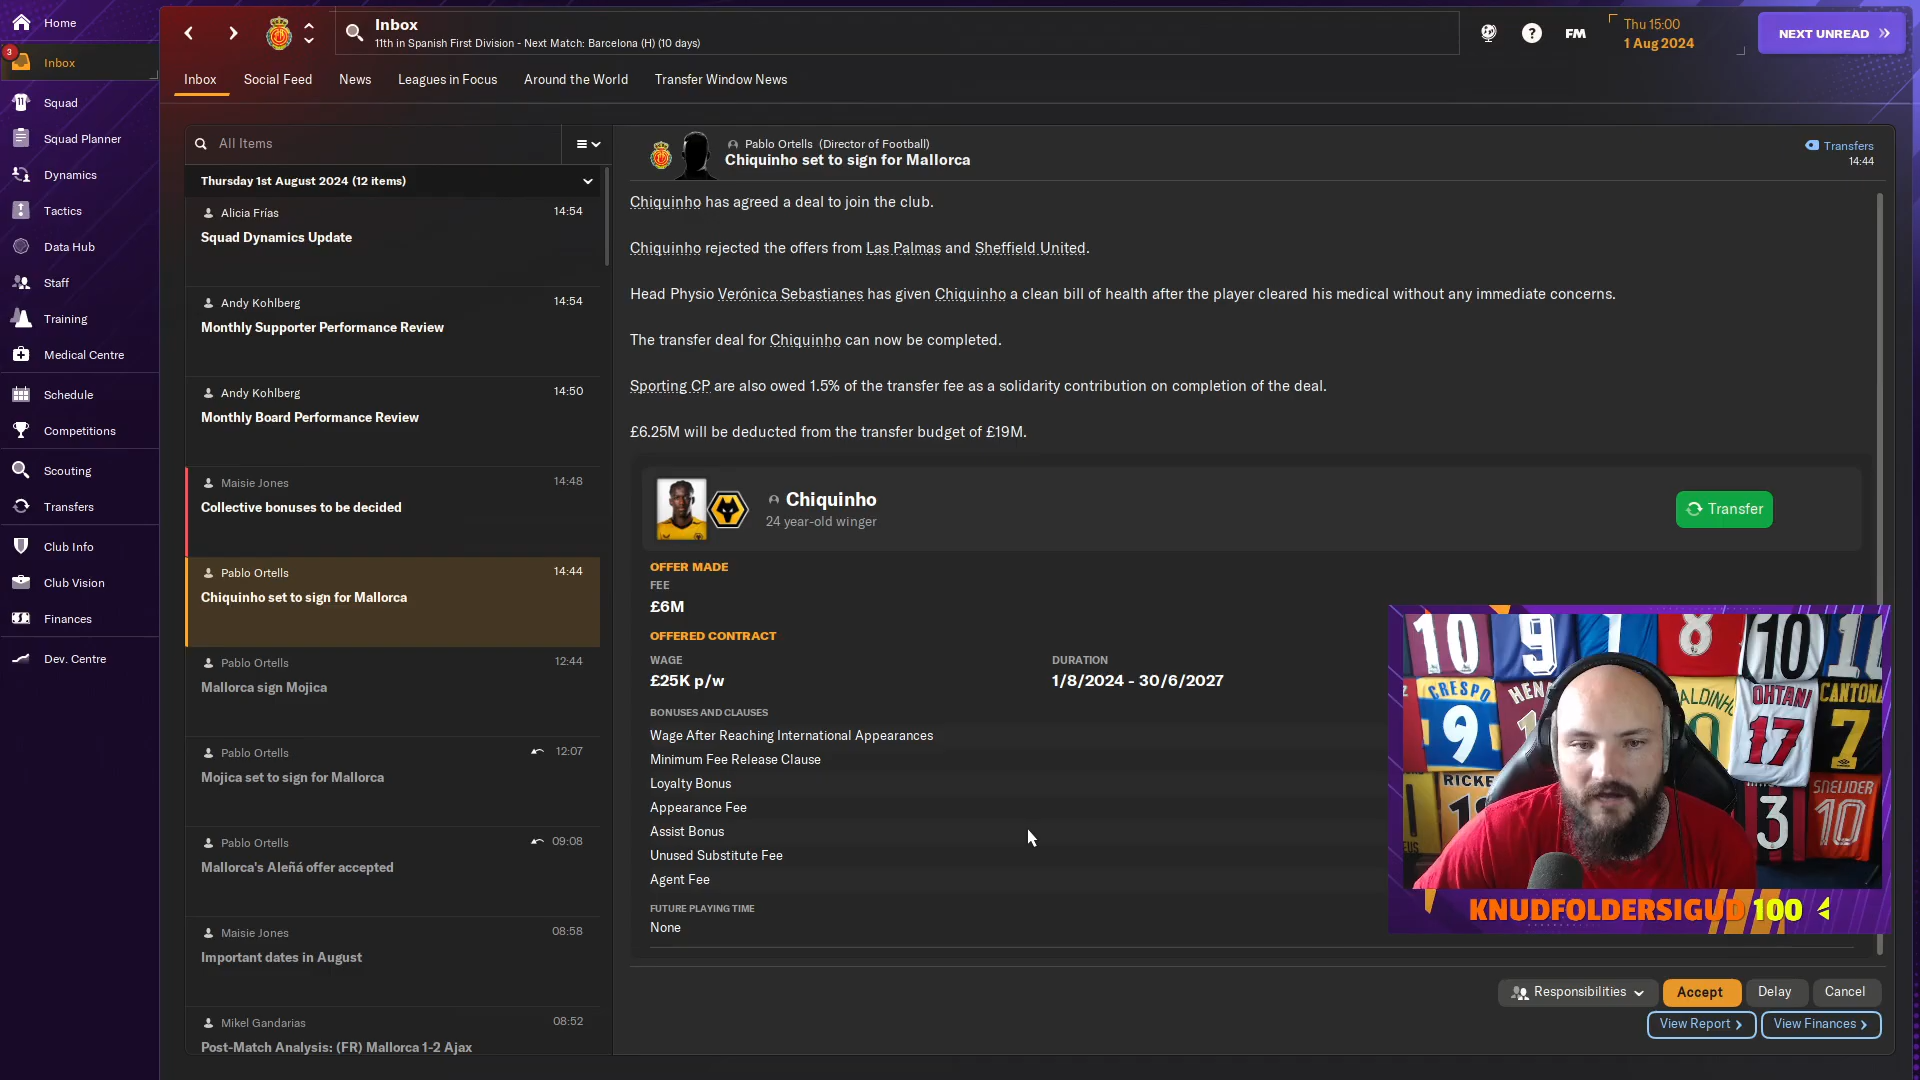 Home
3
Inbox
Squad
Squad Planner
Dynamics
Tactics
Data Hub
Staff
Training
Medical Centre
Schedule
Competitions
Scouting
Transfers
Club Info
Club Vision
Finances
Dev. Centre
Inbox
11th in Spanish First Division - Next Match: Barcelona (H) (10 days)
FM
Thu 15:00
1 Aug 2024
NEXT UNREAD
Inbox
Social Feed
News
Leagues in Focus
Around the World
Transfer Window News
All Items
Thursday 1st August 2024 (12 items)
Alicia Frías
14:54
Squad Dynamics Update
Andy Kohlberg
14:54
Monthly Supporter Performance Review
Andy Kohlberg
14:50
Monthly Board Performance Review
Maisie Jones
14:48
Collective bonuses to be decided
Pablo Ortells
14:44
Chiquinho set to sign for Mallorca
Pablo Ortells
12:44
Mallorca sign Mojica
Pablo Ortells
12:07
Mojica set to sign for Mallorca
Pablo Ortells
09:08
Mallorca's Aleñá offer accepted
Maisie Jones
08:58
Important dates in August
Mikel Gandarias
08:52
Post-Match Analysis: (FR) Mallorca 1-2 Ajax
Pablo Ortells (Director of Football)
Chiquinho set to sign for Mallorca
Transfers
14:44
Chiquinho has agreed a deal to join the club.
Chiquinho rejected the offers from Las Palmas and Sheffield United.
Head Physio Verónica Sebastianes has given Chiquinho a clean bill of health after the player cleared his medical without any immediate concerns.
The transfer deal for Chiquinho can now be completed.
Sporting CP are also owed 1.5% of the transfer fee as a solidarity contribution on completion of the deal.
£6.25M will be deducted from the transfer budget of £19M.
Chiquinho
24 year-old winger
Transfer
OFFER MADE
FEE
£6M
OFFERED CONTRACT
WAGE
£25K p/w
DURATION
1/8/2024 - 30/6/2027
BONUSES AND CLAUSES
Wage After Reaching International Appearances
Minimum Fee Release Clause
Loyalty Bonus
Appearance Fee
Assist Bonus
Unused Substitute Fee
Agent Fee
FUTURE PLAYING TIME
None
10
9
8
10
CRESPO
9
OHTANI
17
CANTONA
7
3
SNEIJDER
10
KNUDFOLDERSIGUD 100
Responsibilities
Accept
Delay
Cancel
View Report
View Finances